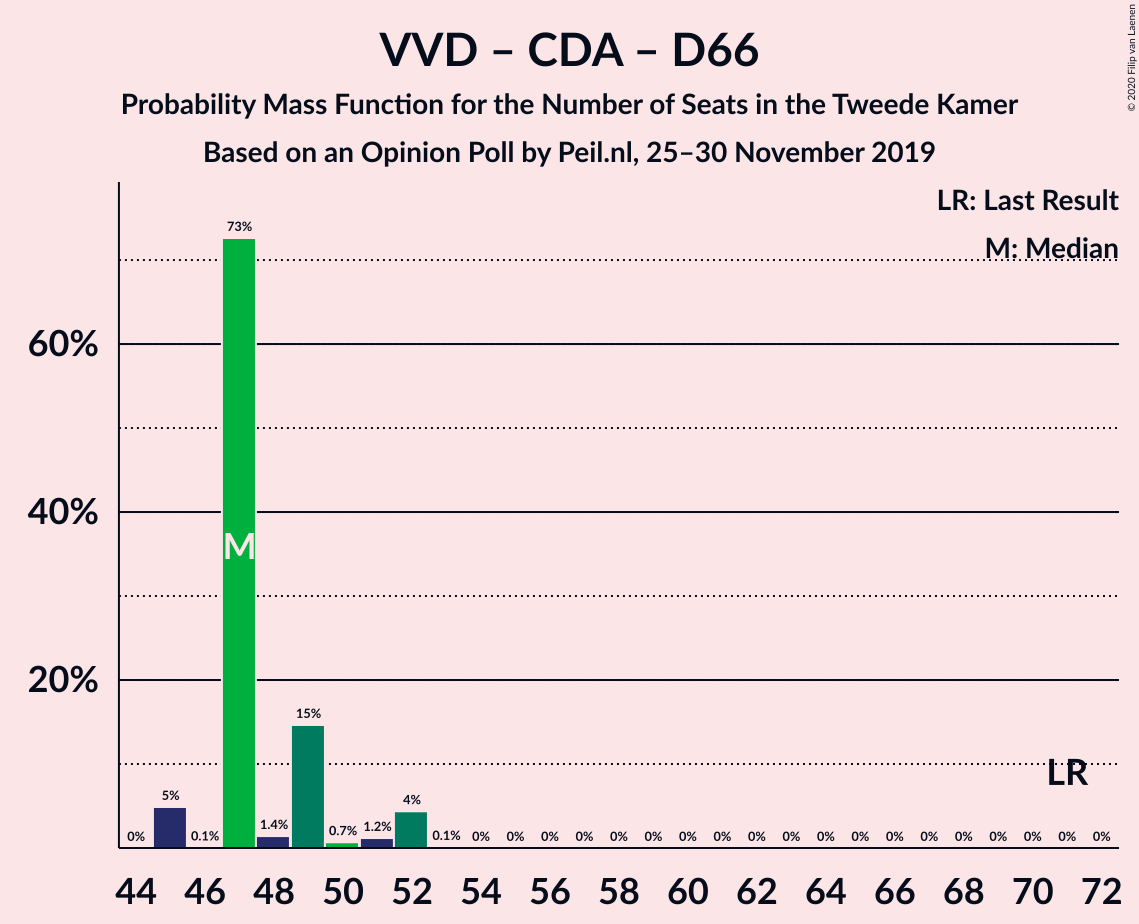 VVD – CDA – D66
Probability Mass Function for the Number of Seats in the Tweede Kamer
Based on an Opinion Poll by Peil.nl, 25–30 November 2019
© 2020 Filip van Laenen
LR: Last Result
M: Median
60%
40%
20%
0% 5% 0.1% 73% 1.4% 15% 0.7% 1.2% 4% 0.1% 0% 0% 0% 0% 0% 0% 0% 0% 0% 0% 0% 0% 0% 0% 0% 0% 0% 0% 0%
M
LR
44 46 48 50 52 54 56 58 60 62 64 66 68 70 72